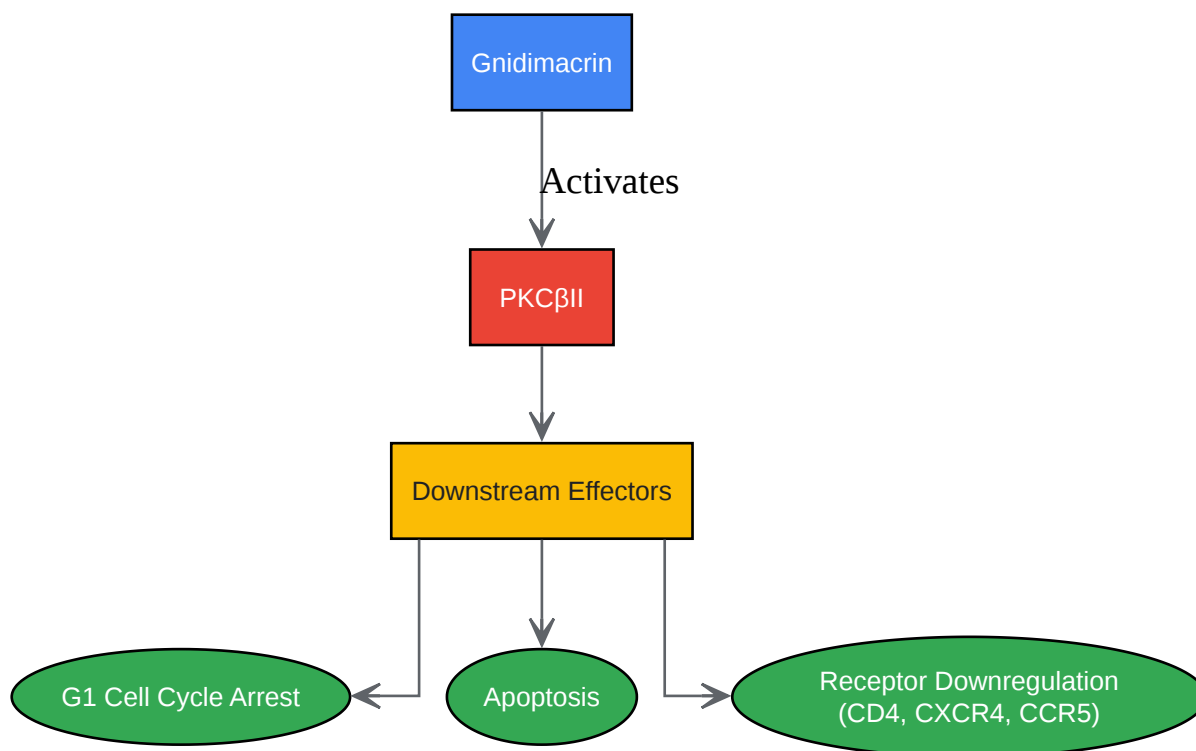 Gnidimacrin
Activates
PKCβII
Downstream Effectors
G1 Cell Cycle Arrest
Apoptosis
Receptor Downregulation
(CD4, CXCR4, CCR5)